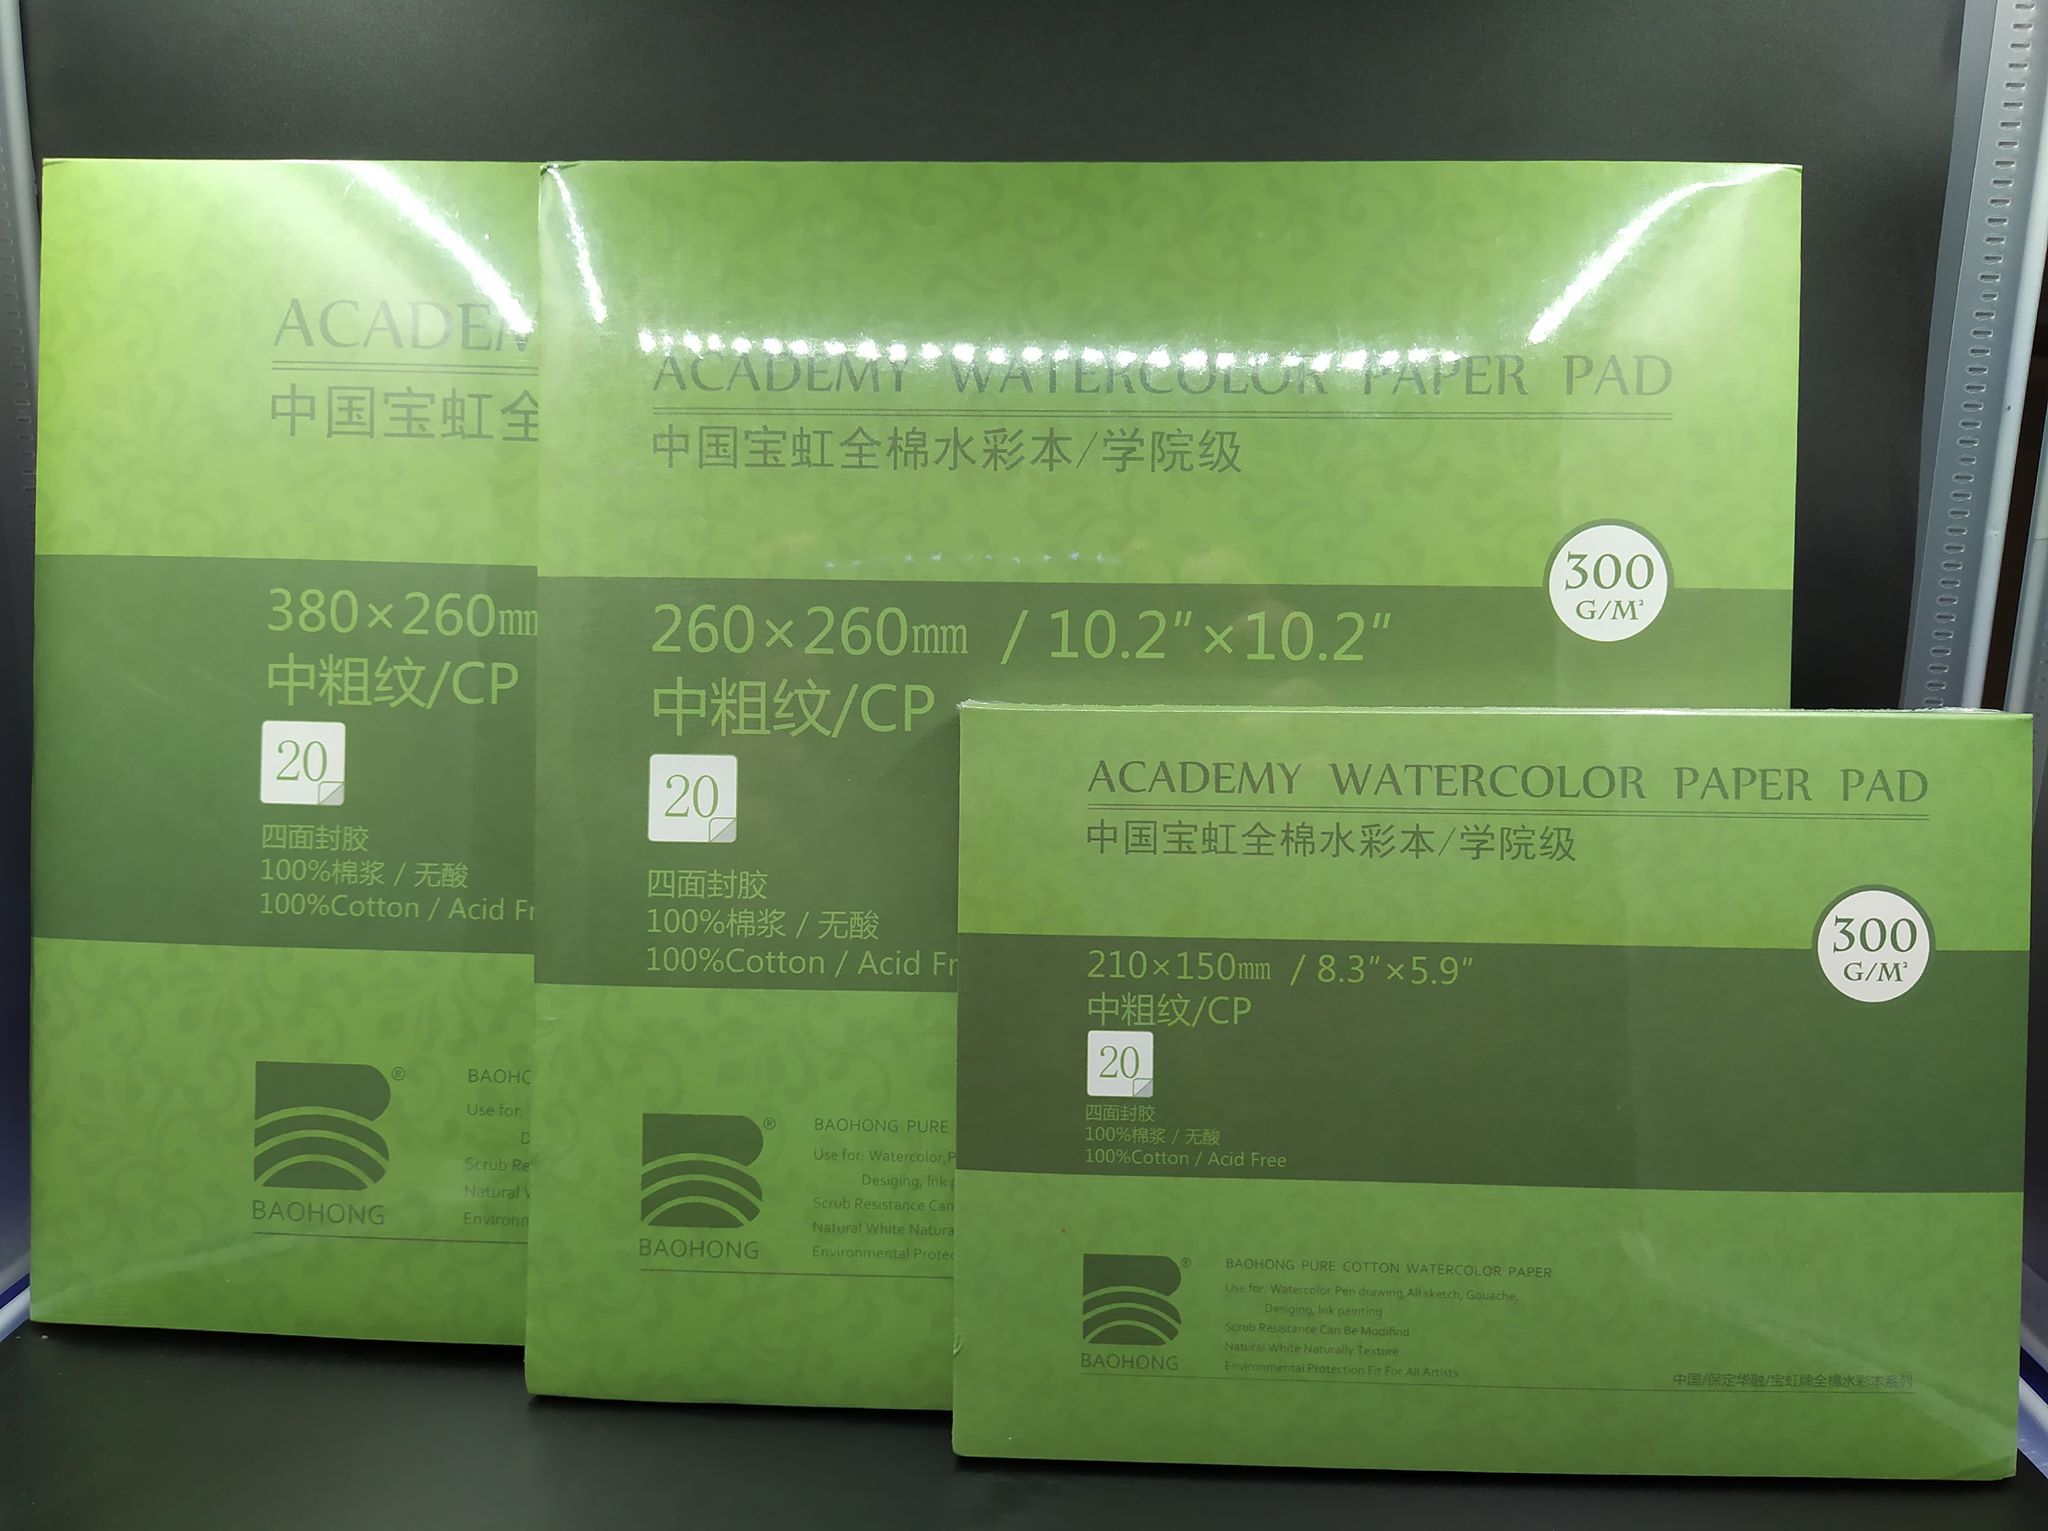 ACADEM
中国宝虹全
380×260mm
中粗纹/CP
20
四面封胶
100%棉浆 / 无酸
100%Cotton / Acid Fr
®
BAOHONG
BAOHO
Use for:
D
Scrub Re
Natural
Environ
ACADEMY WATERCOLOR PAPER PAD
中国宝虹全棉水彩本/学院级
300
G/M²
260×260mm / 10.2″×10.2″
中粗纹/CP
20
四面封胶
100%棉浆 / 无酸
100%Cotton / Acid Fr
®
BAOHONG
BAOHONG PURE
Use for: Watercolor,P
Desiging, Ink p
Scrub Resistance Can
Natural White Natura
Environmental Protec
ACADEMY WATERCOLOR PAPER PAD
中国宝虹全棉水彩本/学院级
300
G/M²
210×150mm / 8.3″×5.9″
中粗纹/CP
20
四面封胶
100%棉浆 / 无酸
100%Cotton / Acid Free
®
BAOHONG
BAOHONG PURE COTTON WATERCOLOR PAPER
Use for: Watercolor,Pen drawing,All sketch, Gouache,
Desiging, Ink painting
Scrub Resistance Can Be Modifind
Natural White Naturally Texture
Environmental Protection Fit For All Artists
中国/保定华融/宝虹牌全棉水彩本系列